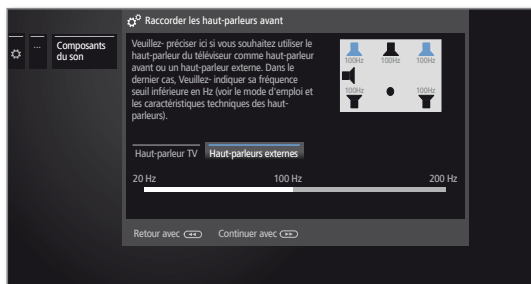 Raccorder les haut-parleurs avant
...
Composants
du son
Veuillez- préciser ici si vous souhaitez utiliser le
haut-parleur du téléviseur comme haut-parleur
avant ou un haut-parleur externe. Dans le
dernier cas, Veuillez- indiquer sa fréquence
seuil inférieure en Hz (voir le mode d'emploi et
les caractéristiques techniques des haut-
parleurs).
100Hz 100Hz 100Hz
100Hz 100Hz
Haut-parleur TV Haut-parleurs externes
20 Hz 100 Hz 200 Hz
Retour avec Continuer avec